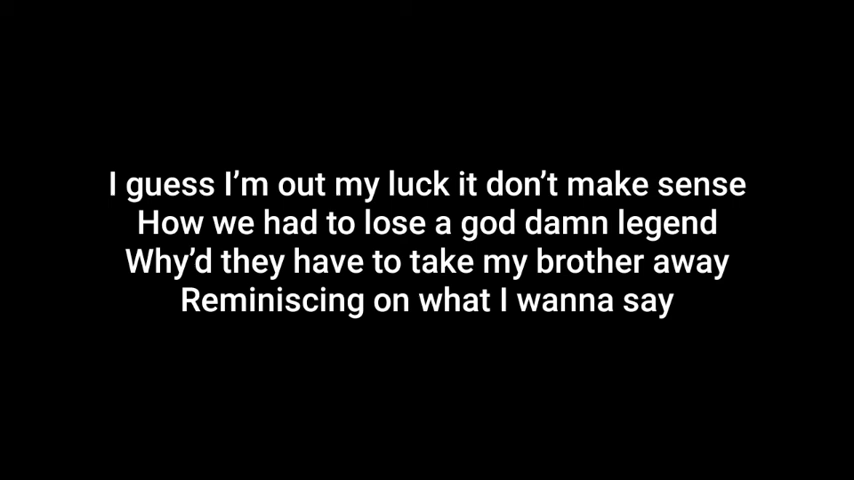 I guess I’m out my luck it don’t make sense
How we had to lose a god damn legend
Why’d they have to take my brother away
Reminiscing on what I wanna say